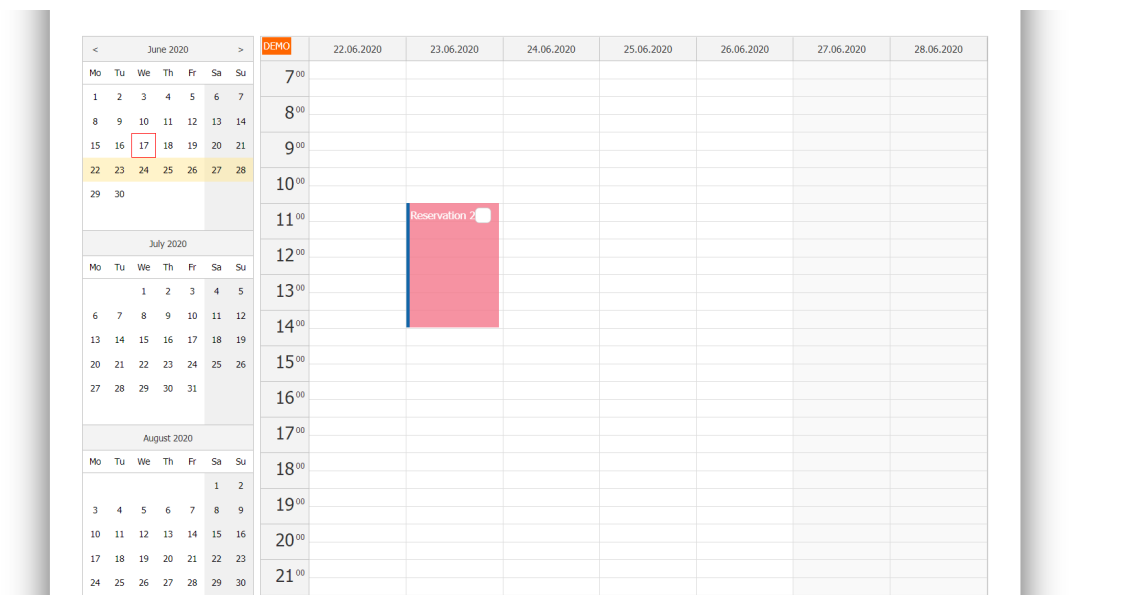 < June 2020 >
Mo Tu We Th Fr Sa Su
1 2 3 4 5 6 7
8 9 10 11 12 13 14
15 16 17 18 19 20 21
22 23 24 25 26 27 28
29 30
July 2020
Mo Tu We Th Fr Sa Su
1 2 3 4 5
6 7 8 9 10 11 12
13 14 15 16 17 18 19
20 21 22 23 24 25 26
27 28 29 30 31
August 2020
Mo Tu We Th Fr Sa Su
1 2
3 4 5 6 7 8 9
10 11 12 13 14 15 16
17 18 19 20 21 22 23
24 25 26 27 28 29 30
DEMO 22.06.2020 23.06.2020 24.06.2020 25.06.2020 26.06.2020 27.06.2020 28.06.2020
7 00
8 00
9 00
10 00
11 00 Reservation 2
12 00
13 00
14 00
15 00
16 00
17 00
18 00
19 00
20 00
21 00